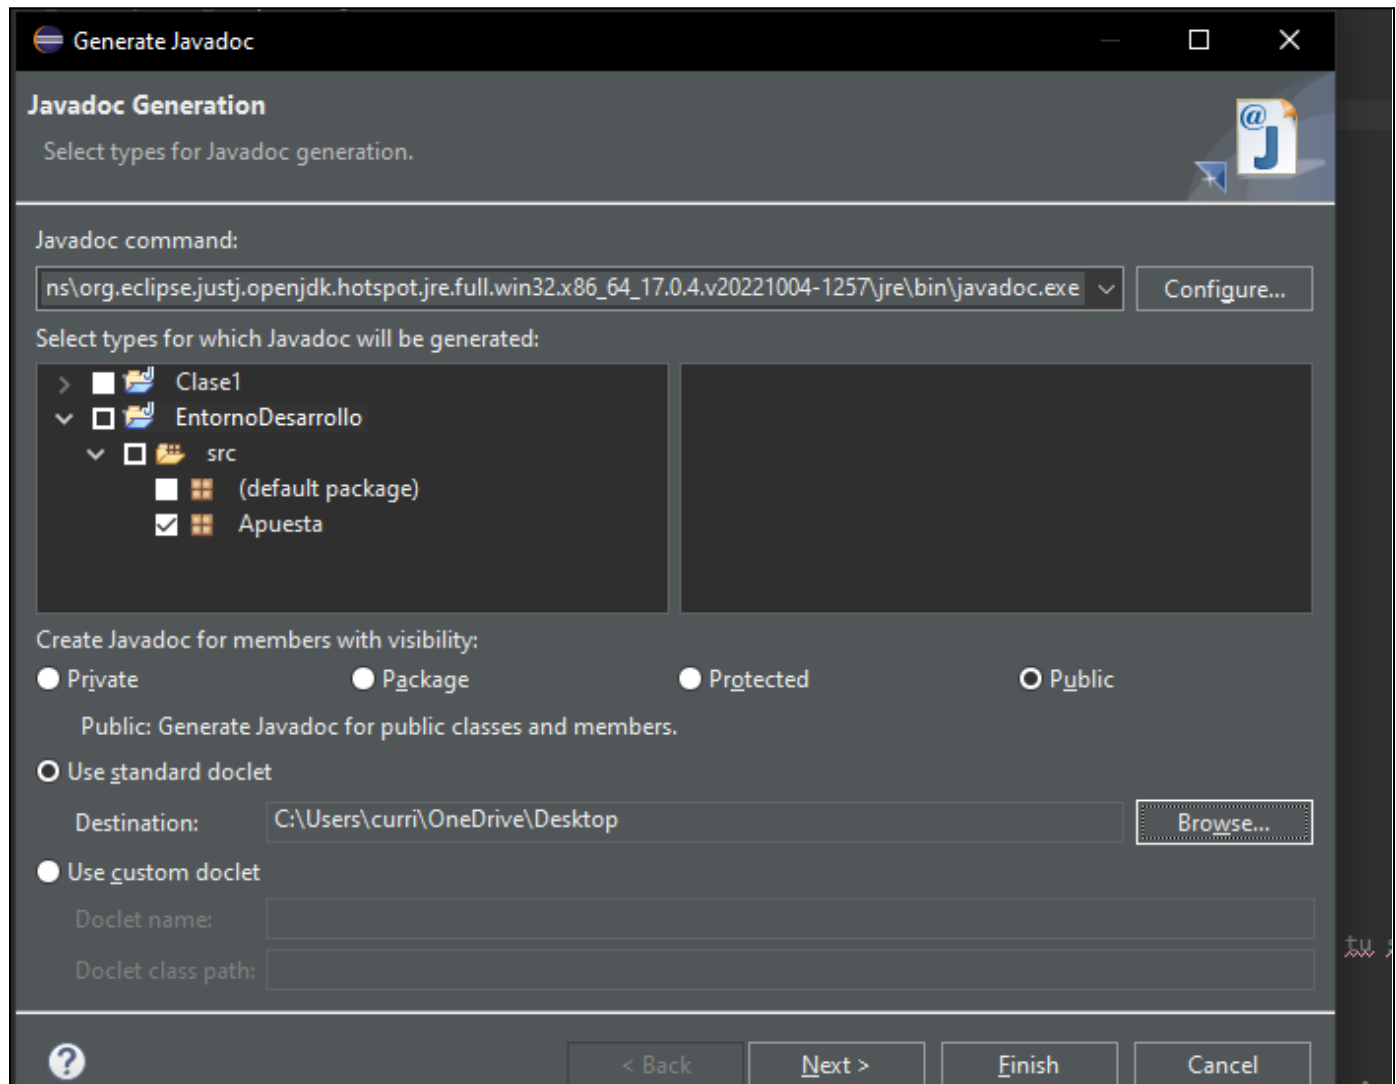 Generate Javadoc
Javadoc Generation
Select types for Javadoc generation.
Javadoc command:
ns\org.eclipse.justj.openjdk.hotspot.jre.full.win32.x86_64_17.0.4.v20221004-1257\jre\bin\javadoc.exe
Configure...
Select types for which Javadoc will be generated:
Clase1
EntornoDesarrollo
src
(default package)
Apuesta
Create Javadoc for members with visibility:
Private Package Protected Public
Public: Generate Javadoc for public classes and members.
Use standard doclet
Destination: C:\Users\curri\OneDrive\Desktop Browse...
Use custom doclet
Doclet name:
tu
Doclet class path:
< Back Next > Finish Cancel